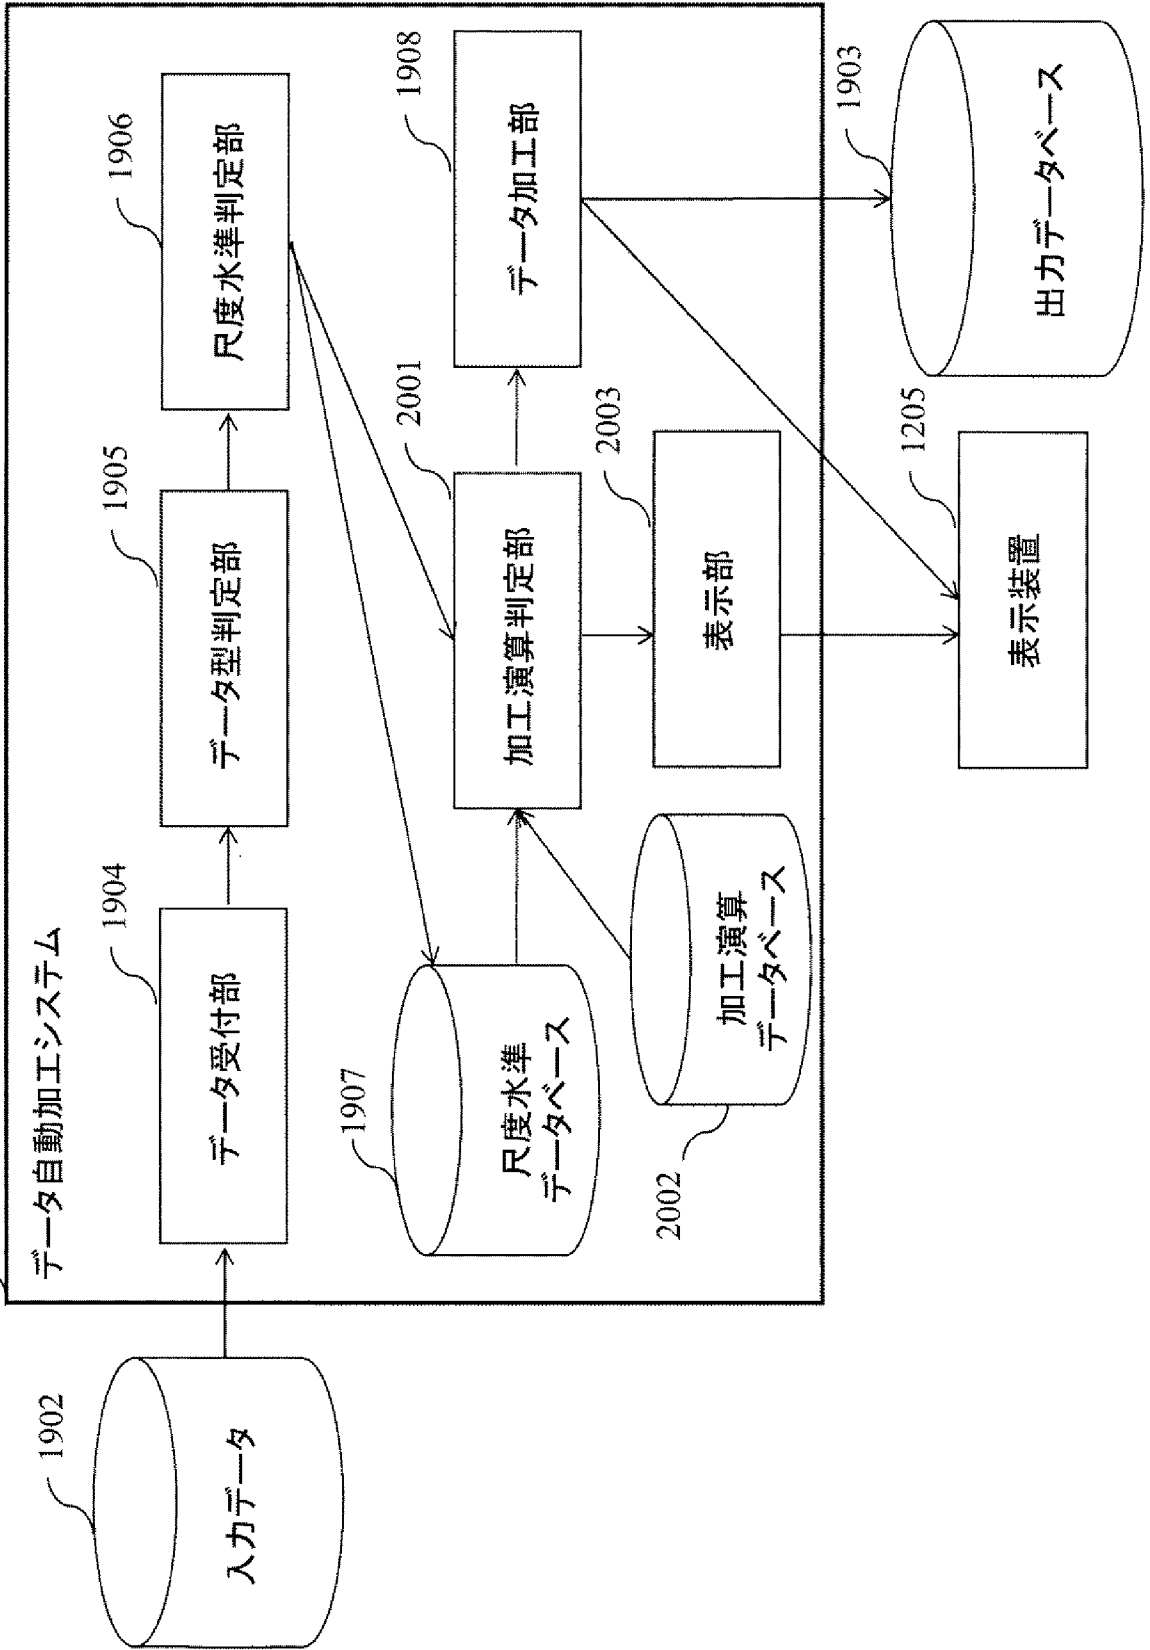 データ自動加工システム
1902
入力データ
1904
データ受付部
1905
データ型判定部
1906
尺度水準判定部
1907
尺度水準
データベース
2001
加工演算判定部
1908
データ加工部
2002
加工演算
データベース
2003
表示部
1205
表示装置
1903
出力データベース